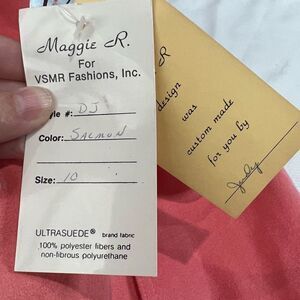 Maggie R.
For
VSMR Fashions, Inc.
yle #: DJ
Color: SALMON
Size: 10
ULTRASUEDE® brand fabric
100% polyester fibers and
non-fibrous polyurethane
R
design
was
custom made
for you by